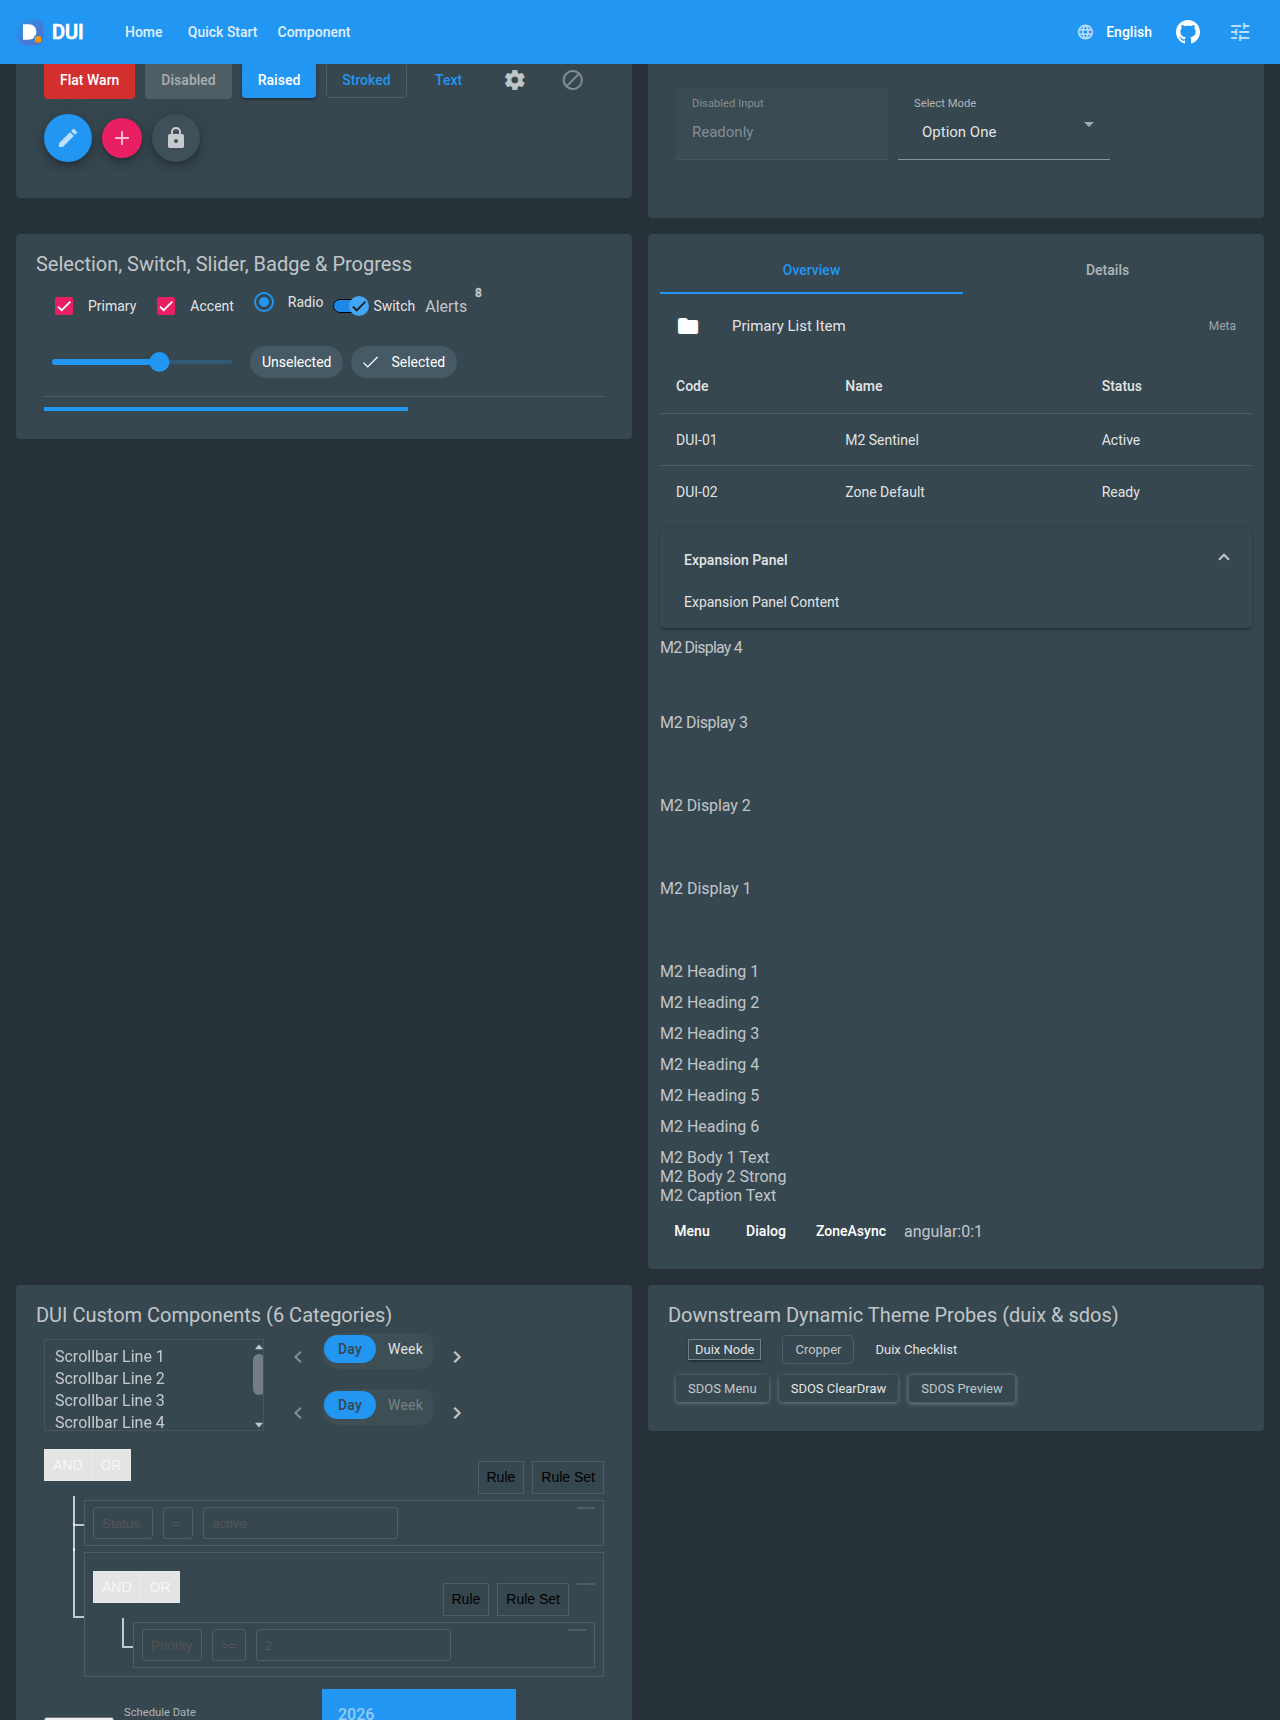 DUI
Home
Quick Start
Component
English
Flat Warn
Disabled
Raised
Stroked
Text
Disabled Input
Readonly
Select Mode
Option One
Selection, Switch, Slider, Badge & Progress
Primary
Accent
Radio
Switch
Alerts
8
Unselected
Selected
Overview
Details
Primary List Item
Meta
Code Name Status
DUI-01 M2 Sentinel Active
DUI-02 Zone Default Ready
Expansion Panel
Expansion Panel Content
M2 Display 4
M2 Display 3
M2 Display 2
M2 Display 1
M2 Heading 1
M2 Heading 2
M2 Heading 3
M2 Heading 4
M2 Heading 5
M2 Heading 6
M2 Body 1 Text
M2 Body 2 Strong
M2 Caption Text
Menu
Dialog
ZoneAsync
angular:0:1
DUI Custom Components (6 Categories)
Scrollbar Line 1
Scrollbar Line 2
Scrollbar Line 3
Scrollbar Line 4
Day
Week
Day
Week
AND OR
Rule
Rule Set
Status
=
active
AND OR
Rule
Rule Set
Priority
>=
2
Schedule Date
2026
Downstream Dynamic Theme Probes (duix & sdos)
Duix Node
Cropper
Duix Checklist
SDOS Menu
SDOS ClearDraw
SDOS Preview